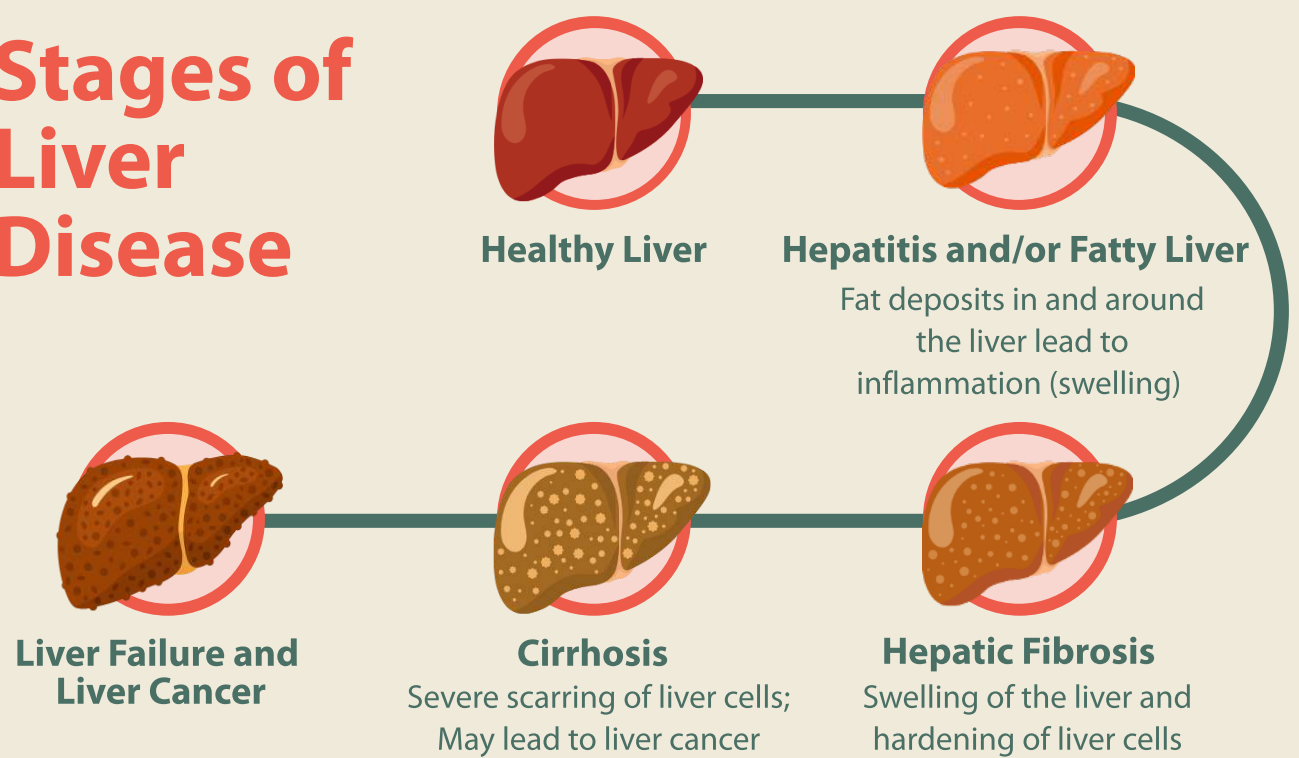 Stages of
Liver
Disease
Healthy Liver
Hepatitis and/or Fatty Liver
Fat deposits in and around
the liver lead to
inflammation (swelling)
Hepatic Fibrosis
Swelling of the liver and
hardening of liver cells
Cirrhosis
Severe scarring of liver cells;
May lead to liver cancer
Liver Failure and
Liver Cancer